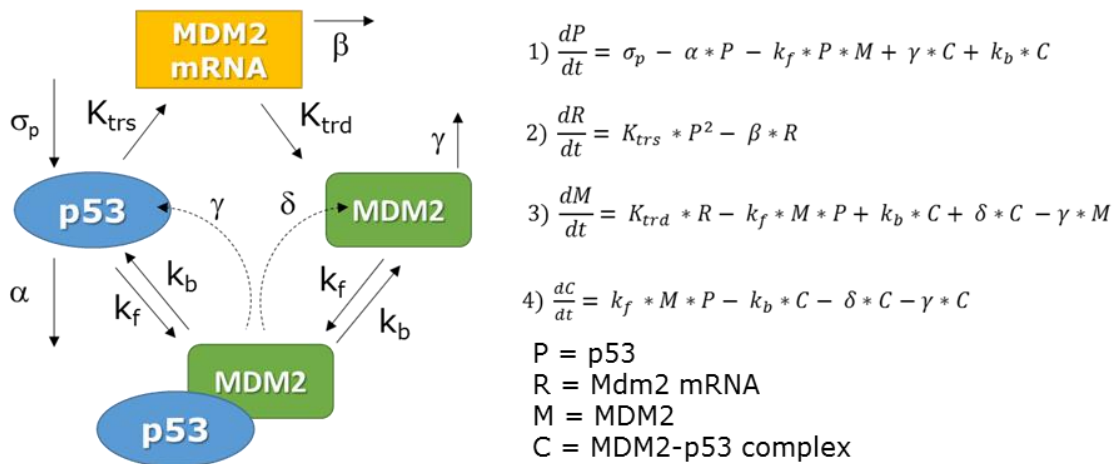 MDM2
mRNA
β
σp
Ktrs
Ktrd
γ
p53
γ
δ
MDM2
α
kf
kb
kf
kb
MDM2
p53
1) dP/dt = σp − α ∗ P − kf ∗ P ∗ M + γ ∗ C + kb ∗ C
2) dR/dt = Ktrs ∗ P² − β ∗ R
3) dM/dt = Ktrd ∗ R − kf ∗ M ∗ P + kb ∗ C + δ ∗ C − γ ∗ M
4) dC/dt = kf ∗ M ∗ P − kb ∗ C − δ ∗ C − γ ∗ C
P = p53
R = Mdm2 mRNA
M = MDM2
C = MDM2-p53 complex